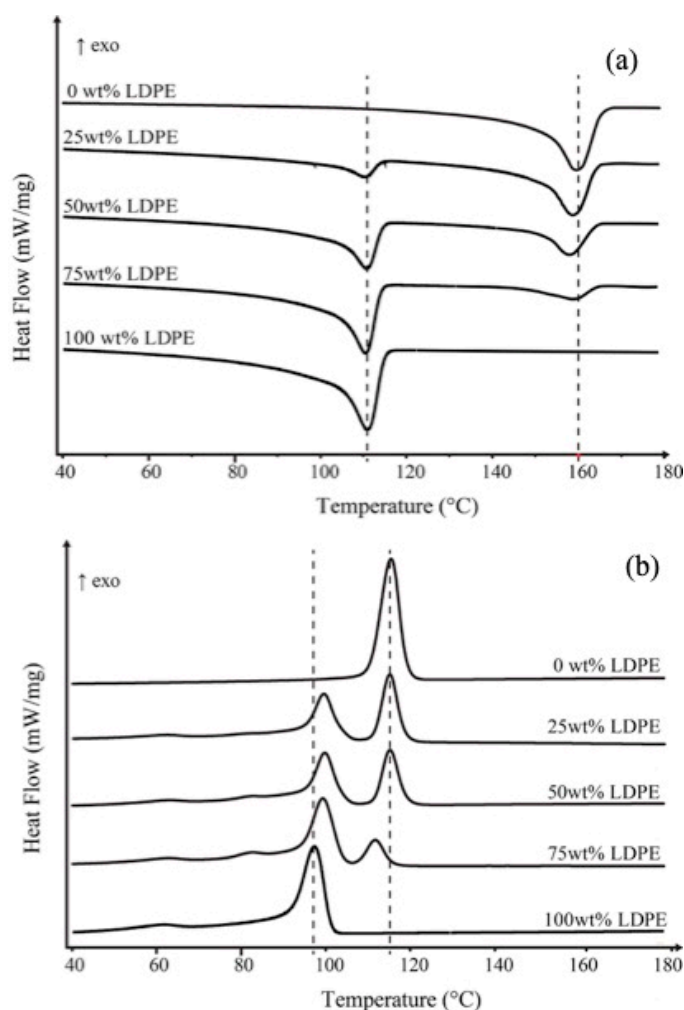 ↑ exo
(a)
0 wt% LDPE
25wt% LDPE
50wt% LDPE
75wt% LDPE
100 wt% LDPE
Heat Flow (mW/mg)
40 60 80 100 120 140 160 180
Temperature (°C)
↑ exo
(b)
0 wt% LDPE
25wt% LDPE
50wt% LDPE
75wt% LDPE
100wt% LDPE
Heat Flow (mW/mg)
40 60 80 100 120 140 160 180
Temperature (°C)